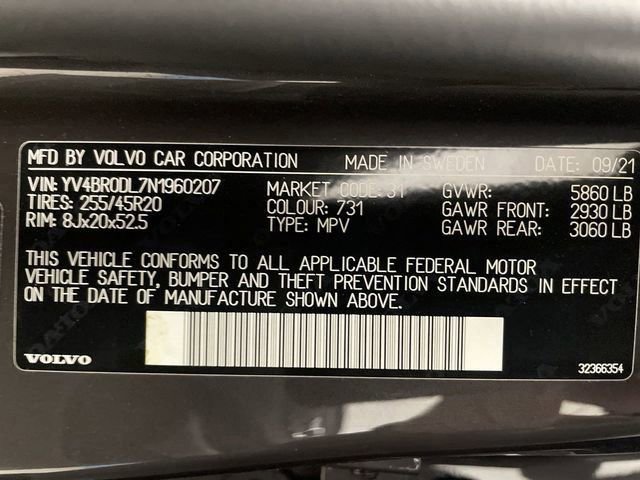 MFD BY VOLVO CAR CORPORATION MADE IN SWEDEN DATE: 09/21
VIN: YV4BR0DL7N1960207 MARKET CODE: 31 GVWR: 5860 LB
TIRES: 255/45R20 COLOUR: 731 GAWR FRONT: 2930 LB
RIM: 8Jx20x52.5 TYPE: MPV GAWR REAR: 3060 LB
THIS VEHICLE CONFORMS TO ALL APPLICABLE FEDERAL MOTOR
VEHICLE SAFETY, BUMPER AND THEFT PREVENTION STANDARDS IN EFFECT
ON THE DATE OF MANUFACTURE SHOWN ABOVE.
VOLVO 32366354